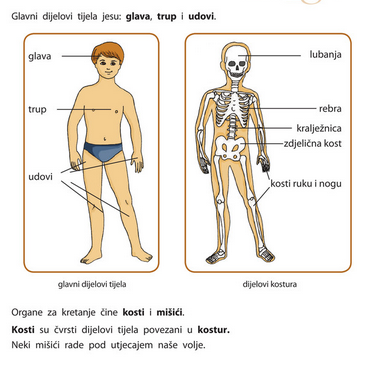 Glavni dijelovi tijela jesu: glava, trup i udovi.
glava
trup
udovi
glavni dijelovi tijela
lubanja
rebra
kralježnica
zdjelična kost
kosti ruku i nogu
dijelovi kostura
Organe za kretanje čine kosti i mišići.
Kosti su čvrsti dijelovi tijela povezani u kostur.
Neki mišići rade pod utjecajem naše volje.